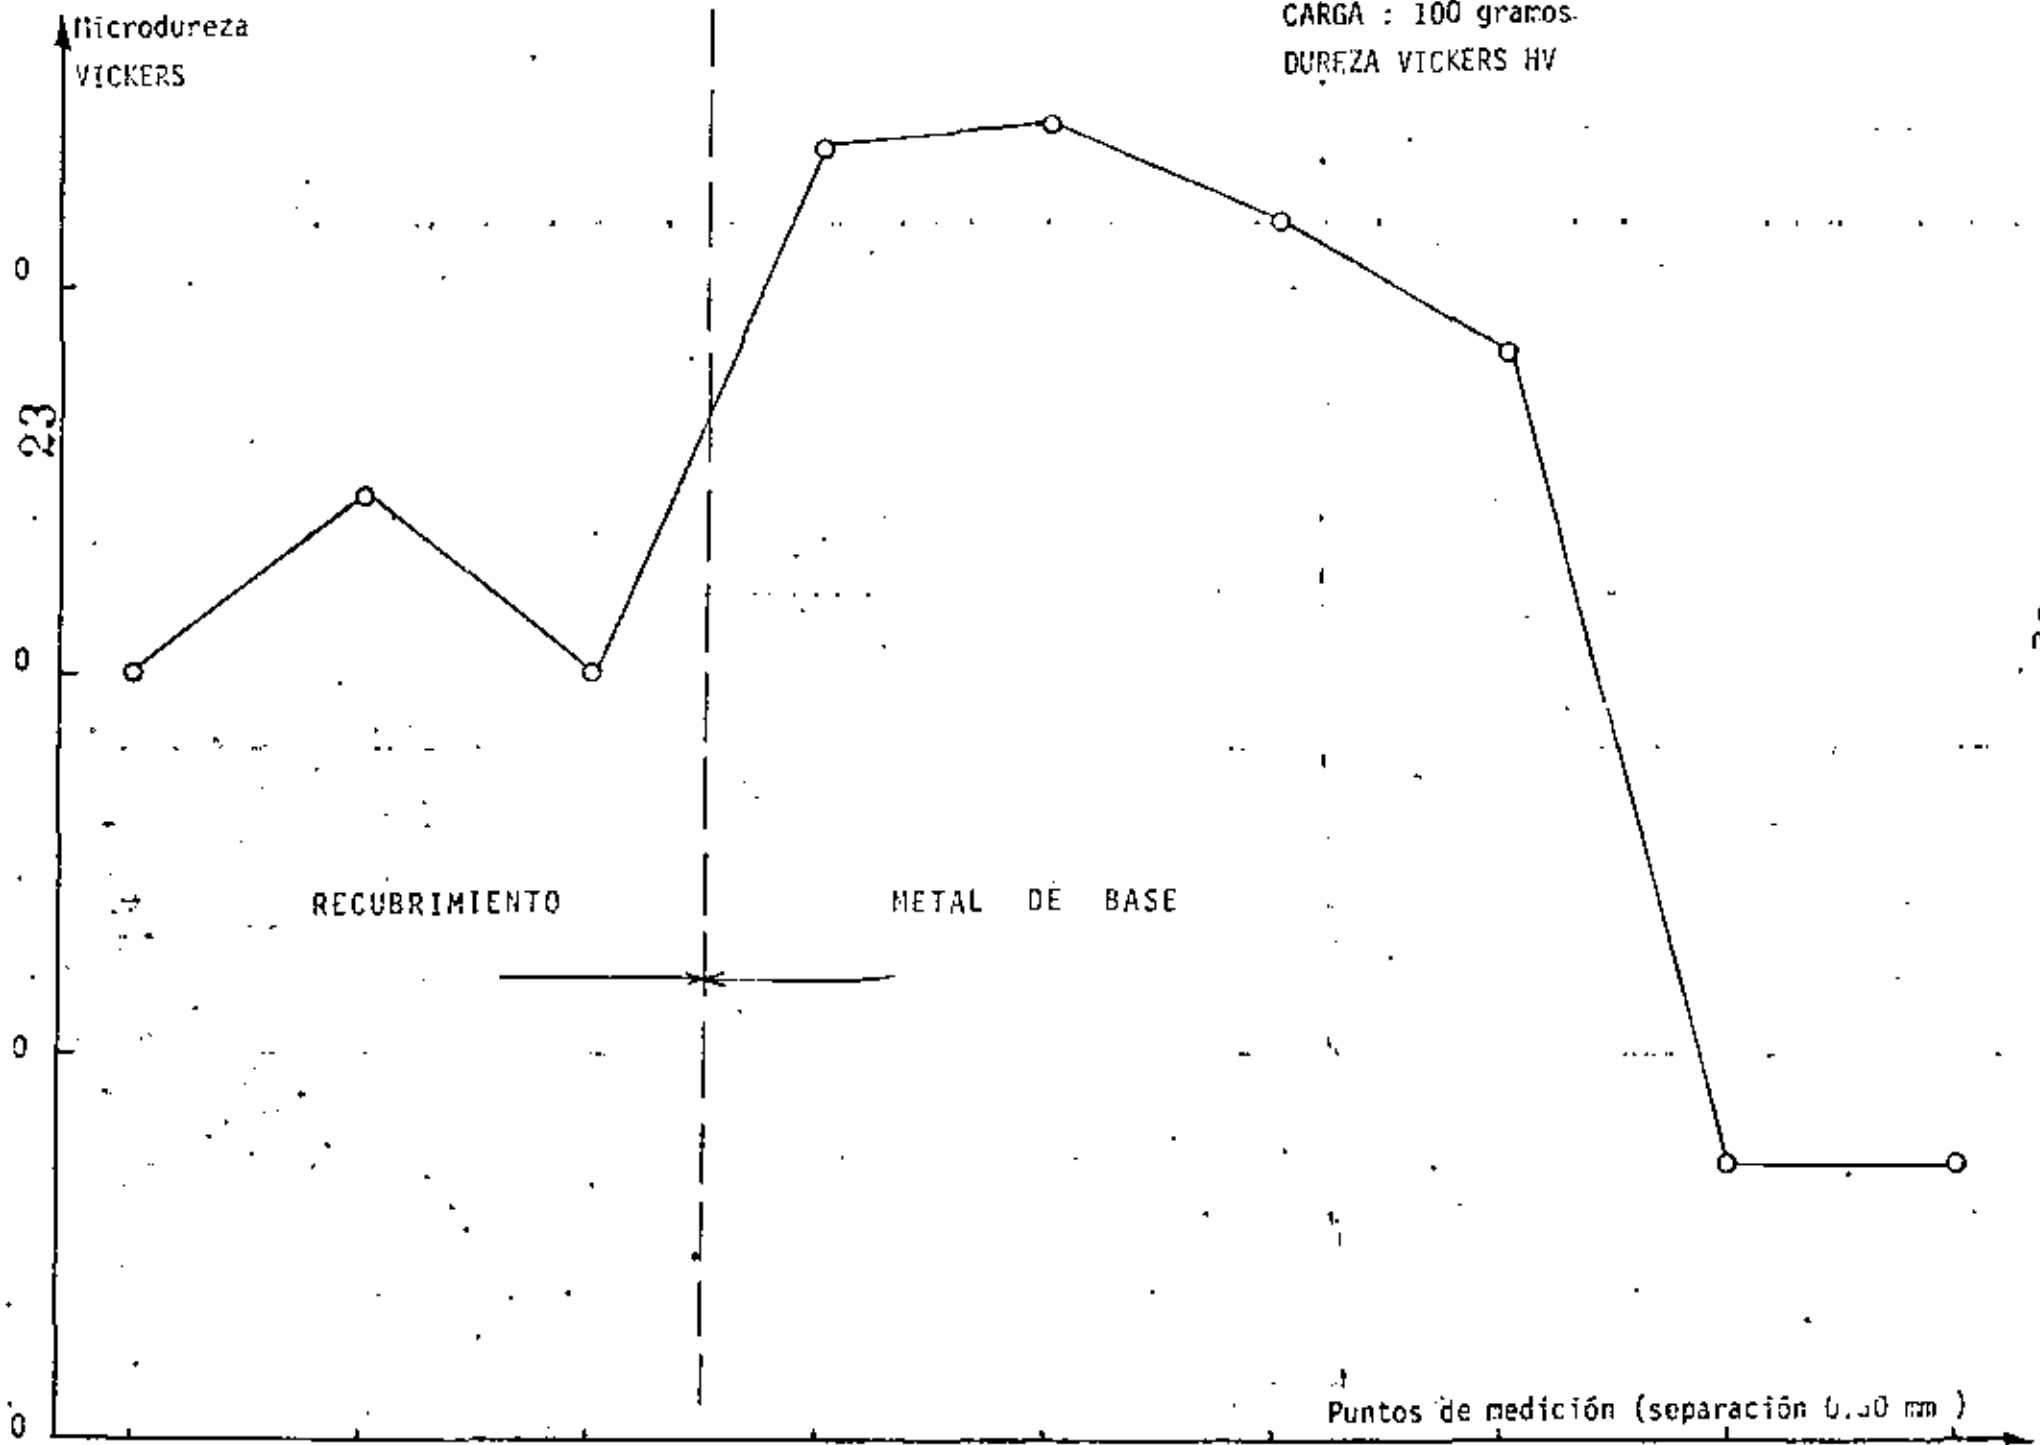 Microdureza
VICKERS
CARGA : 100 gramos
DUREZA VICKERS HV
0
23
0
RECUBRIMIENTO
METAL DE BASE
0
0
Puntos de medición (separación mm )